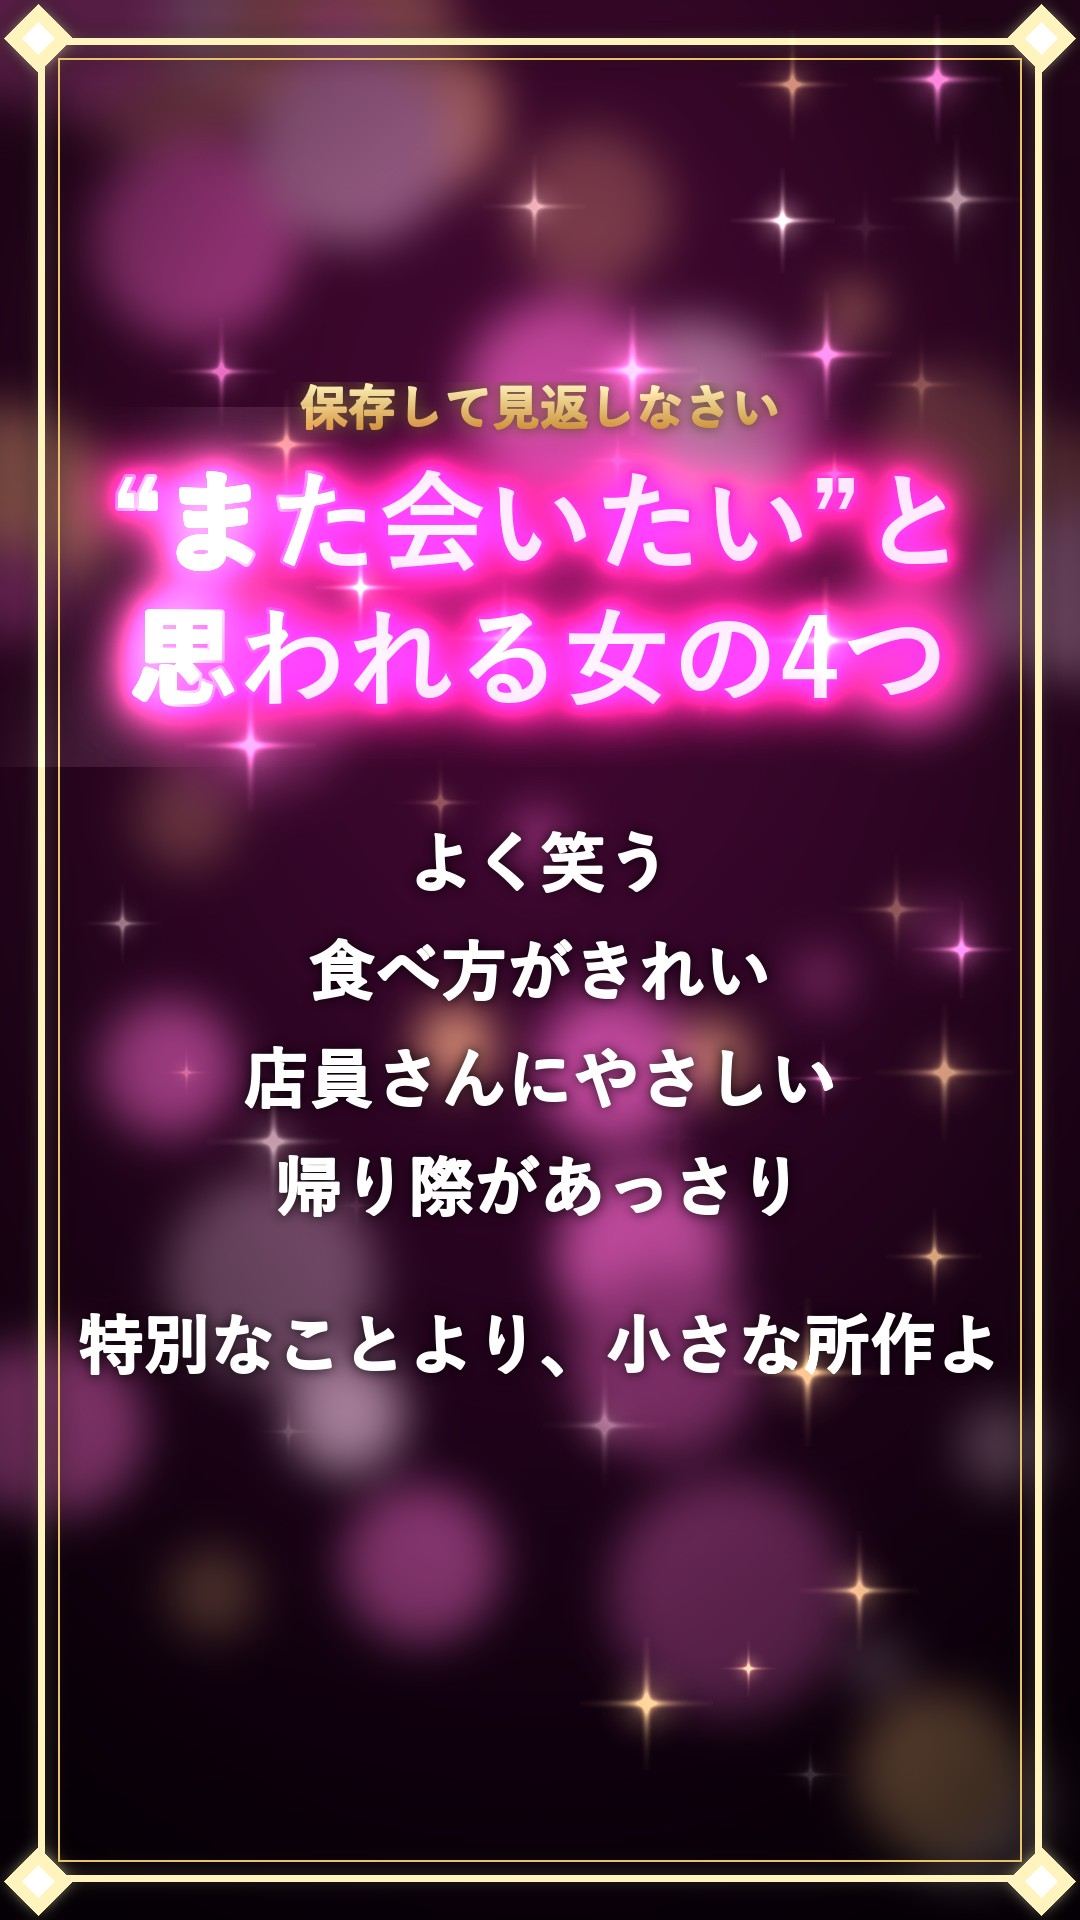 保存して見返しなさい
“また会いたい”と
思われる女の4つ
よく笑う
食べ方がきれい
店員さんにやさしい
帰り際があっさり
特別なことより、小さな所作よ